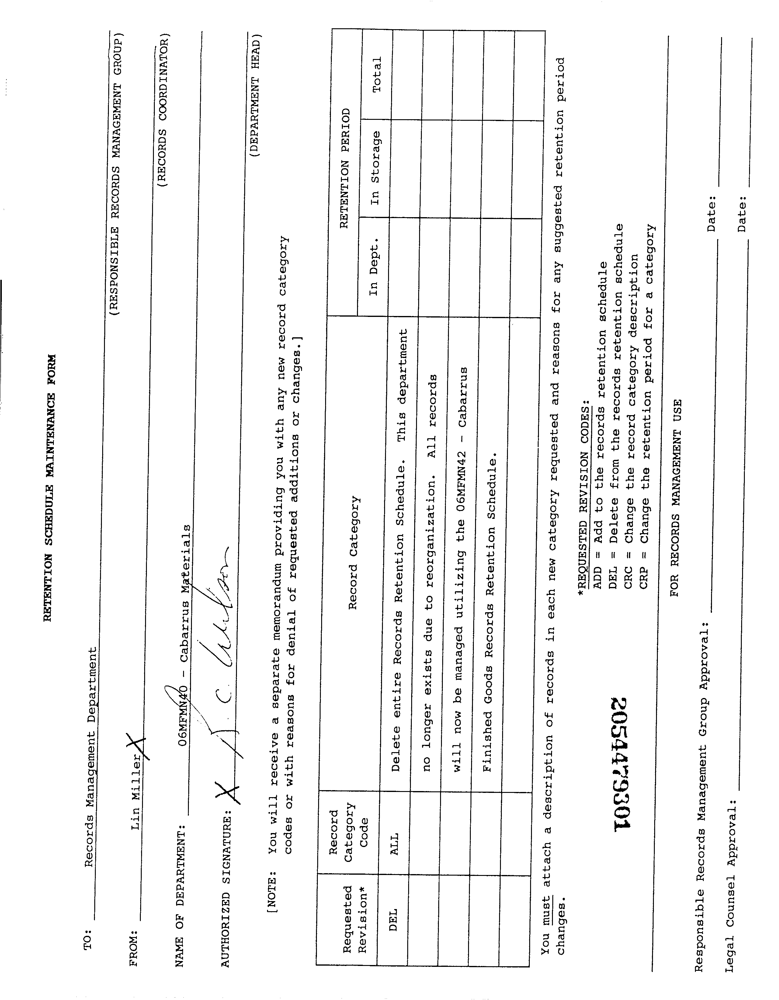 RETENTION SCHEDULE MAINTENANCE FORM
TO: Records Management Department
(RESPONSIBLE RECORDS MANAGEMENT GROUP)
FROM: Lin Miller X
(RECORDS COORDINATOR)
NAME OF DEPARTMENT: 06MFMN40 - Cabarrus Materials
AUTHORIZED SIGNATURE: X
(DEPARTMENT HEAD)
[NOTE: You will receive a separate memorandum providing you with any new record category
codes or with reasons for denial of requested additions or changes.]
Requested Revision* Record Category Code Record Category RETENTION PERIOD
In Dept. In Storage Total
DEL ALL Delete entire Records Retention Schedule. This department
no longer exists due to reorganization. All records
will now be managed utilizing the 06MFMN42 - Cabarrus
Finished Goods Records Retention Schedule.
You must attach a description of records in each new category requested and reasons for any suggested retention period
changes.
*REQUESTED REVISION CODES:
ADD = Add to the records retention schedule
DEL = Delete from the records retention schedule
CRC = Change the record category description
CRP = Change the retention period for a category
2054479301
FOR RECORDS MANAGEMENT USE
Responsible Records Management Group Approval: Date:
Legal Counsel Approval: Date: